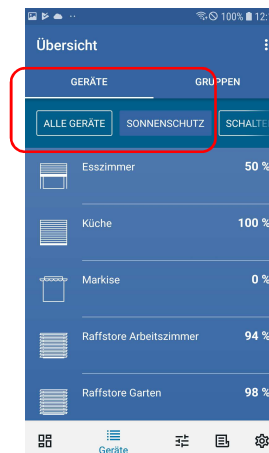 100% 12:
Übersicht
GERÄTE GRUPPEN
ALLE GERÄTE SONNENSCHUTZ SCHALTE
Esszimmer 50 %
Küche 100 %
Markise 0 %
Raffstore Arbeitszimmer 94 %
Raffstore Garten 98 %
Geräte